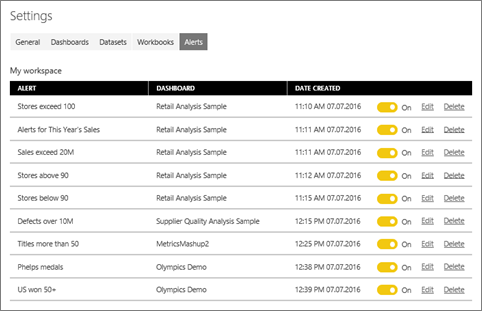 Settings
General Dashboards Datasets Workbooks Alerts
My workspace
ALERT DASHBOARD DATE CREATED
Stores exceed 100 Retail Analysis Sample 11:10 AM 07.07.2016 On Edit Delete
Alerts for This Year's Sales Retail Analysis Sample 11:11 AM 07.07.2016 On Edit Delete
Sales exceed 20M Retail Analysis Sample 11:11 AM 07.07.2016 On Edit Delete
Stores above 90 Retail Analysis Sample 11:12 AM 07.07.2016 On Edit Delete
Stores below 90 Retail Analysis Sample 11:15 AM 07.07.2016 On Edit Delete
Defects over 10M Supplier Quality Analysis Sample 12:15 PM 07.07.2016 On Edit Delete
Titles more than 50 MetricsMashup2 12:25 PM 07.07.2016 On Edit Delete
Phelps medals Olympics Demo 12:38 PM 07.07.2016 On Edit Delete
US won 50+ Olympics Demo 12:39 PM 07.07.2016 On Edit Delete